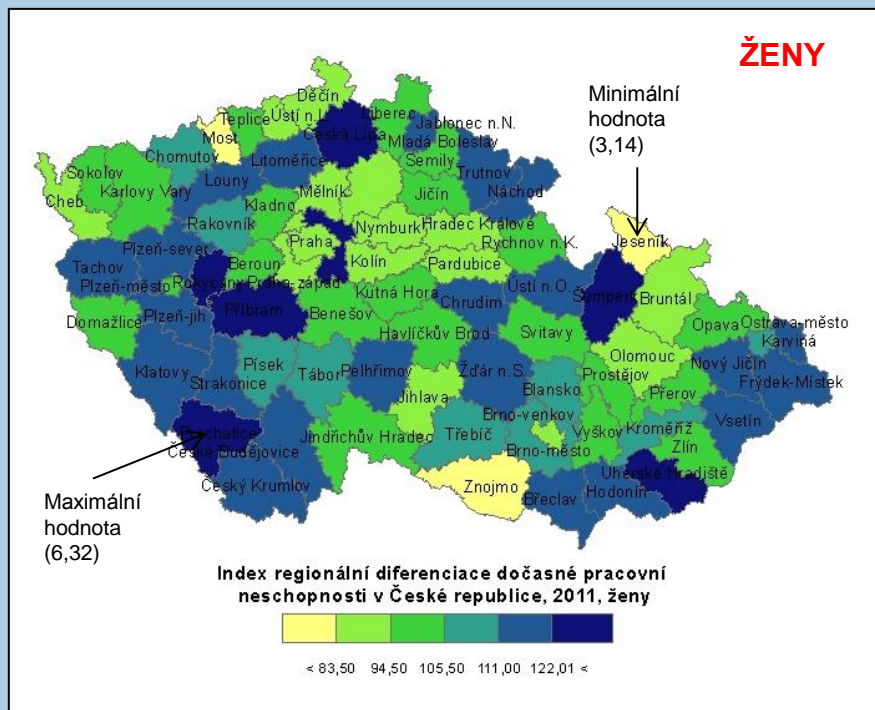 ŽENY
Minimální
hodnota
(3,14)
Děčín
Teplice
Ústí n.L.
Liberec
Most
Česká Lípa
Jablonec n.N.
Mladá Boleslav
Chomutov
Litoměřice
Semily
Sokolov
Trutnov
Karlovy Vary
Louny
Mělník
Jičín
Náchod
Cheb
Kladno
Rakovník
Nymburk
Hradec Králové
Praha
Rychnov n.K.
Jeseník
Plzeň-sever
Beroun
Kolín
Pardubice
Tachov
Rokycany
Praha-západ
Plzeň-město
Kutná Hora
Ústí n.O.
Šumperk
Bruntál
Příbram
Benešov
Chrudim
Domažlice
Plzeň-jih
Havlíčkův Brod
Svitavy
Opava
Ostrava-město
Karviná
Olomouc
Klatovy
Písek
Tábor
Pelhřimov
Žďár n.S.
Prostějov
Nový Jičín
Strakonice
Blansko
Přerov
Frýdek-Místek
Jihlava
Brno-venkov
Vsetín
Prachatice
Jindřichův Hradec
Třebíč
Vyškov
Kroměříž
České Budějovice
Brno-město
Zlín
Uherské Hradiště
Český Krumlov
Znojmo
Břeclav
Hodonín
Maximální
hodnota
(6,32)
Index regionální diferenciace dočasné pracovní
neschopnosti v České republice, 2011, ženy
< 83,50 94,50 105,50 111,00 122,01 <